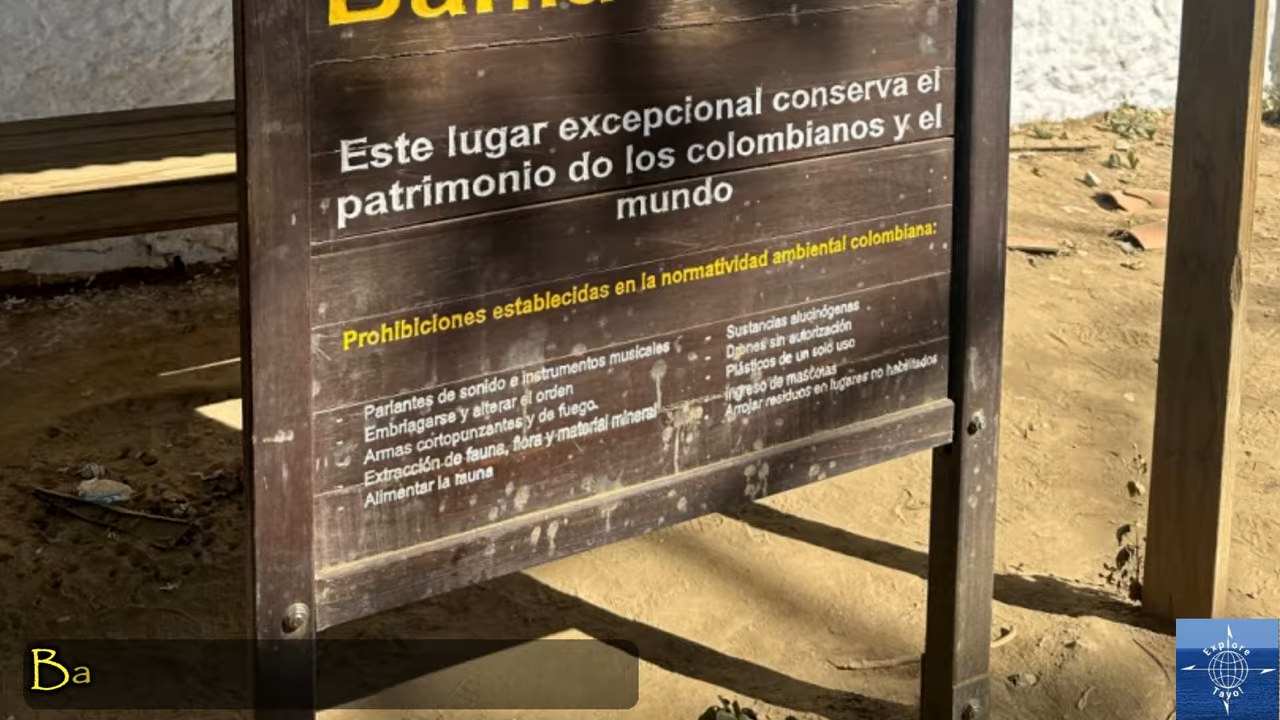 Bahía
Este lugar excepcional conserva el
patrimonio do los colombianos y el
mundo
Prohibiciones establecidas en la normatividad ambiental colombiana:
- Parlantes de sonido e instrumentos musicales
- Embriagarse y alterar el orden
- Armas cortopunzantes y de fuego.
- Extracción de fauna, flora y material mineral
- Alimentar la fauna
- Sustancias alucinógenas
- Drones sin autorización
- Plásticos de un solo uso
- Ingreso de mascotas
- Arrojar residuos en lugares no habilitados
Ba
Explore
Tayo!